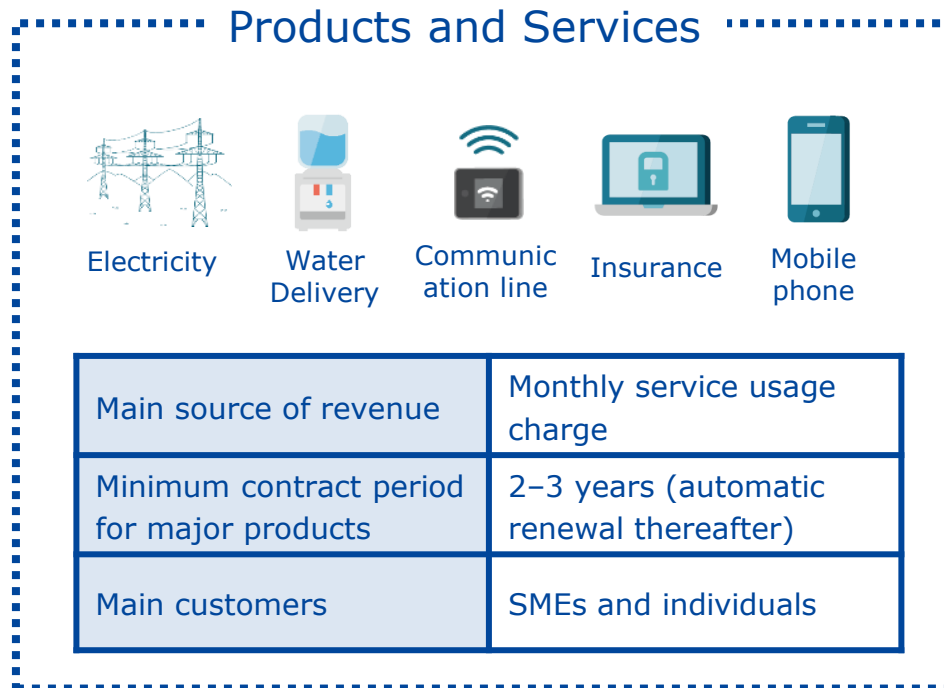 Products and Services
Electricity
Water
Delivery
Communic
ation line
Insurance
Mobile
phone
Main source of revenue
Monthly service usage
charge
Minimum contract period
for major products
2–3 years (automatic
renewal thereafter)
Main customers
SMEs and individuals